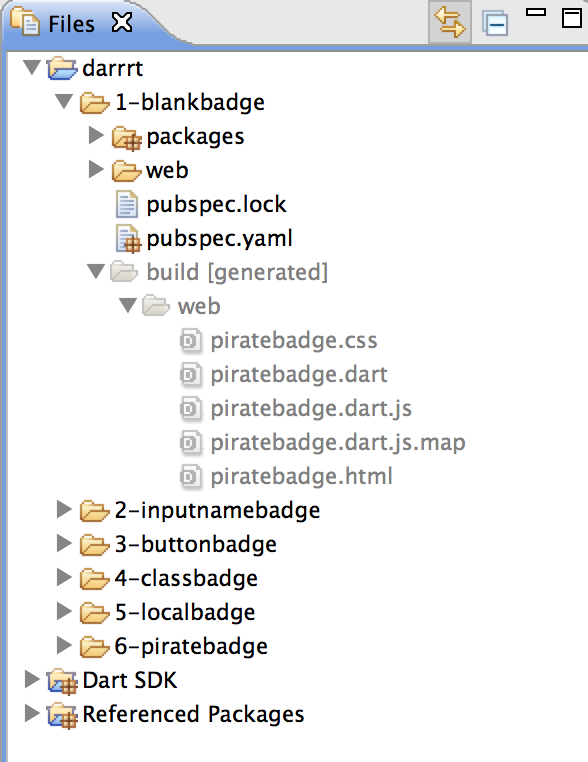 Files
darrrt
1-blankbadge
packages
web
pubspec.lock
pubspec.yaml
build [generated]
web
piratebadge.css
piratebadge.dart
piratebadge.dart.js
piratebadge.dart.js.map
piratebadge.html
2-inputnamebadge
3-buttonbadge
4-classbadge
5-localbadge
6-piratebadge
Dart SDK
Referenced Packages